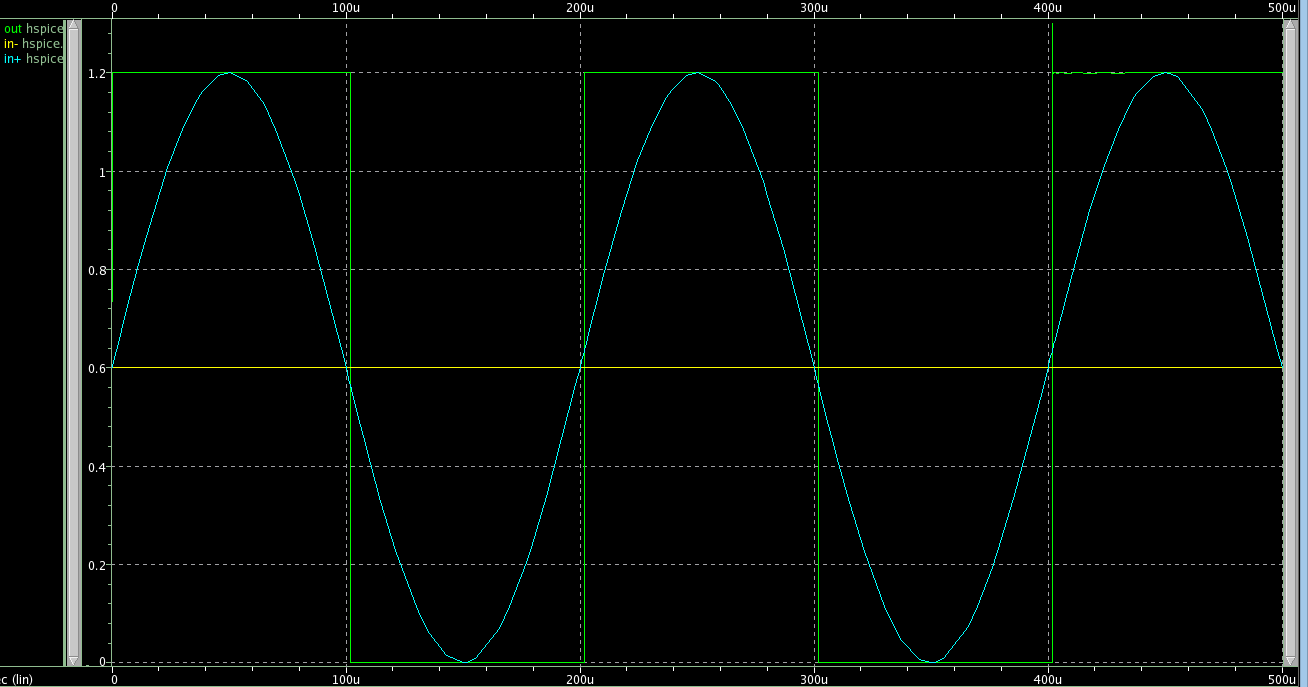 0 100u 200u 300u 400u 500u
out hspice
in- hspice.
in+ hspice
1.2
1
0.8
0.6
0.4
0.2
0
c (lin) 0 100u 200u 300u 400u 500u